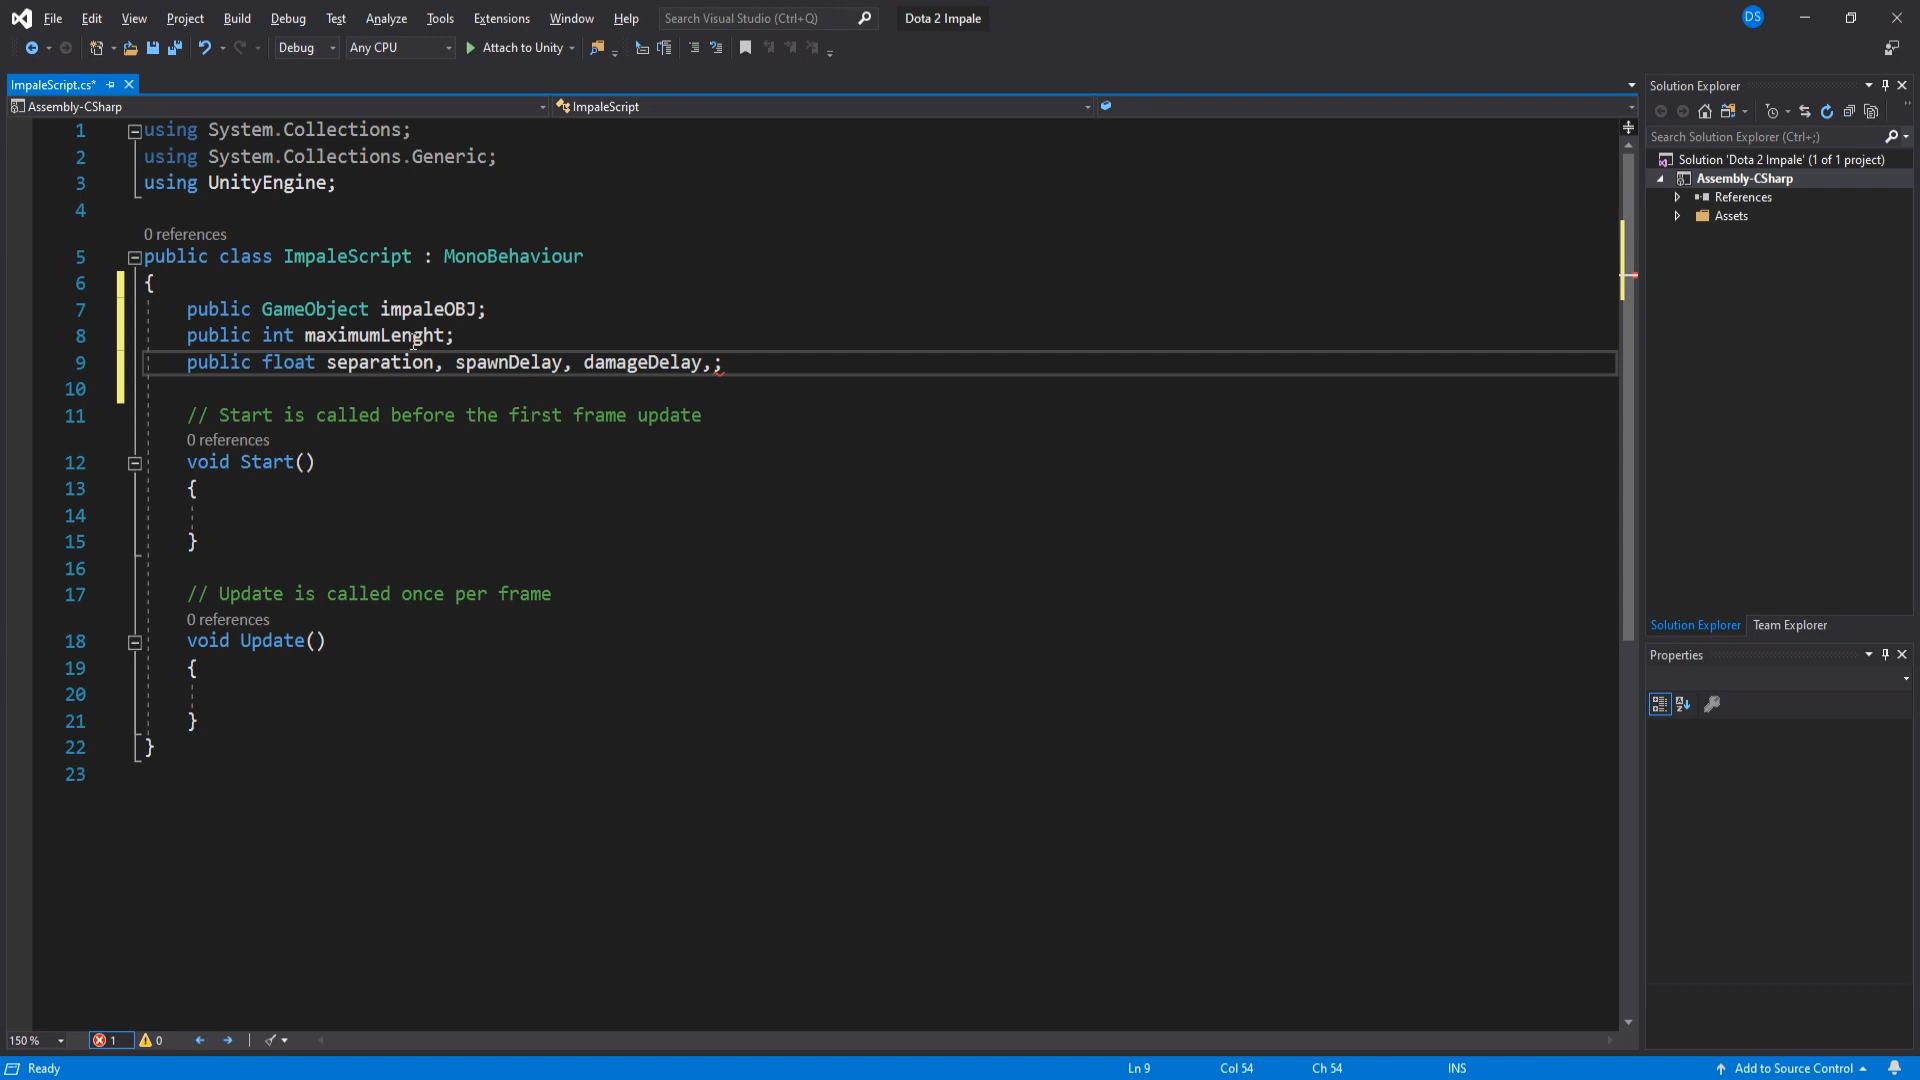 File Edit View Project Build Debug Test Analyze Tools Extensions Window Help Search Visual Studio (Ctrl+Q) Dota 2 Impale DS
Debug Any CPU Attach to Unity
ImpaleScript.cs*
Assembly-CSharp ImpaleScript
1 using System.Collections;
2 using System.Collections.Generic;
3 using UnityEngine;
4
0 references
5 public class ImpaleScript : MonoBehaviour
6 {
7 public GameObject impaleOBJ;
8 public int maximumLenght;
9 public float separation, spawnDelay, damageDelay,;
10
11 // Start is called before the first frame update
0 references
12 void Start()
13 {
14
15 }
16
17 // Update is called once per frame
0 references
18 void Update()
19 {
20
21 }
22 }
23
150 % 1 0
Ready Ln 9 Col 54 Ch 54 INS Add to Source Control
Solution Explorer
Search Solution Explorer (Ctrl+;)
Solution 'Dota 2 Impale' (1 of 1 project)
Assembly-CSharp
References
Assets
Solution Explorer Team Explorer
Properties